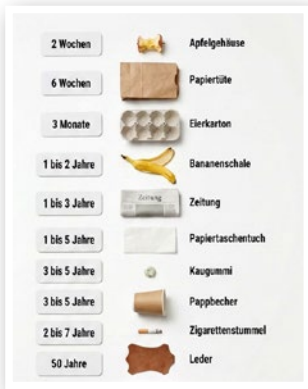 2 Wochen Apfelgehäuse
6 Wochen Papiertüte
3 Monate Eierkarton
1 bis 2 Jahre Bananenschale
1 bis 3 Jahre Zeitung
Zeitung
1 bis 5 Jahre Papiertaschentuch
3 bis 5 Jahre Kaugummi
3 bis 5 Jahre Pappbecher
2 bis 7 Jahre Zigarettenstummel
50 Jahre Leder